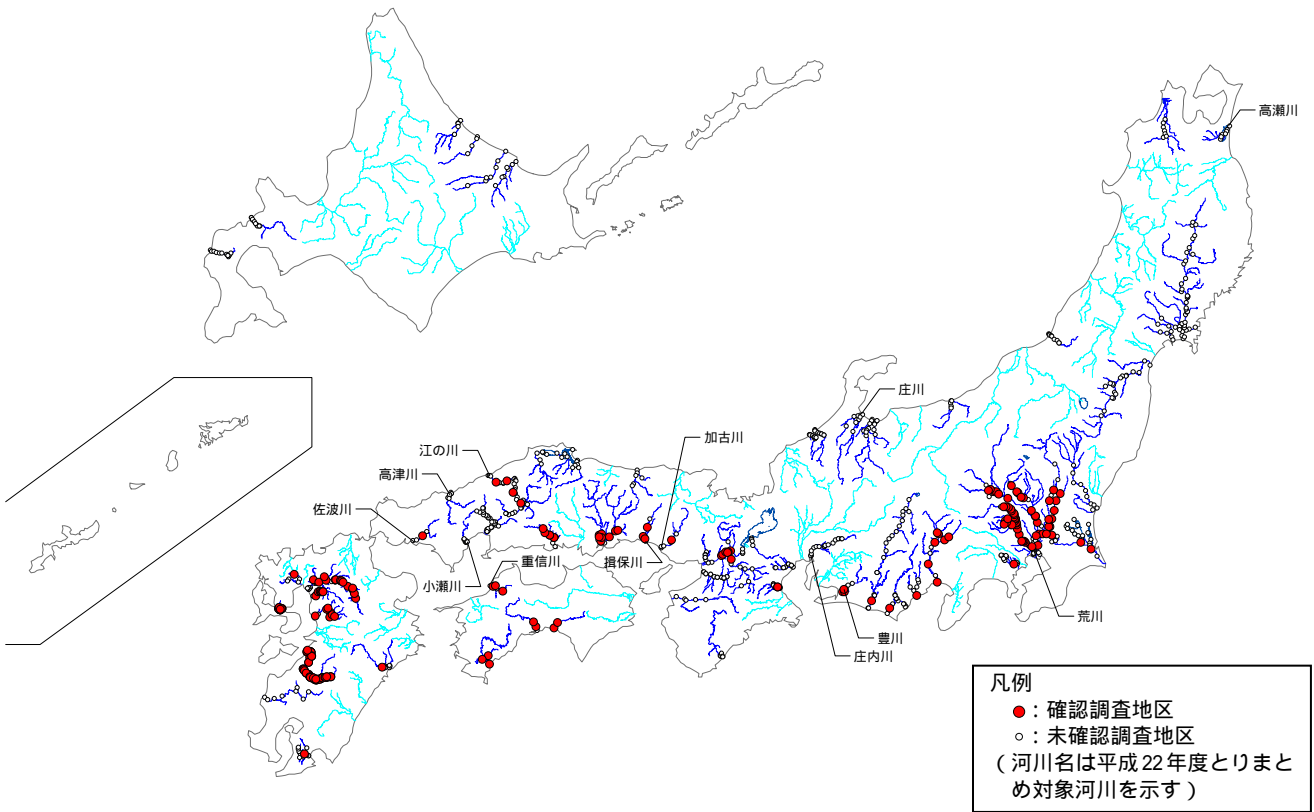 高瀬川
庄川
加古川
江の川
高津川
佐波川
小瀬川
重信川
揖保川
荒川
豊川
庄内川
凡例
●：確認調査地区
○：未確認調査地区
（河川名は平成22年度とりまと
め対象河川を示す）